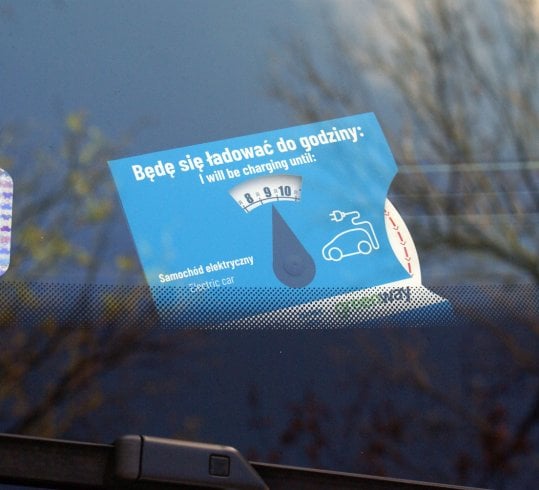 Będę się ładować do godziny:
I will be charging until:
8 9 10
Samochód elektryczny
Electric car
greenway